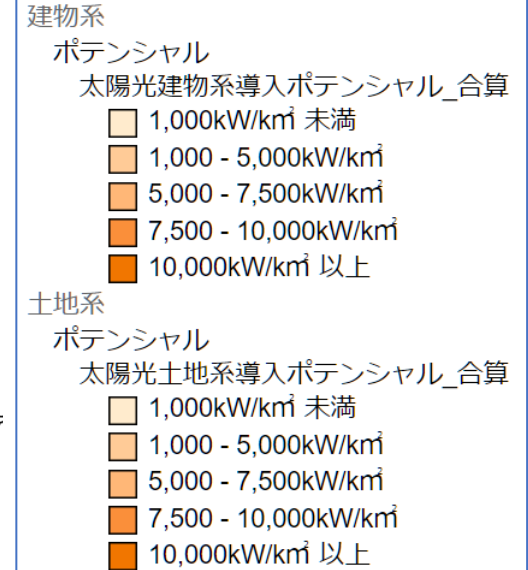 建物系
ポテンシャル
太陽光建物系導入ポテンシャル_合算
1,000kW/k㎡ 未満
1,000 - 5,000kW/k㎡
5,000 - 7,500kW/k㎡
7,500 - 10,000kW/k㎡
10,000kW/k㎡ 以上
土地系
ポテンシャル
太陽光土地系導入ポテンシャル_合算
1,000kW/k㎡ 未満
1,000 - 5,000kW/k㎡
5,000 - 7,500kW/k㎡
7,500 - 10,000kW/k㎡
10,000kW/k㎡ 以上